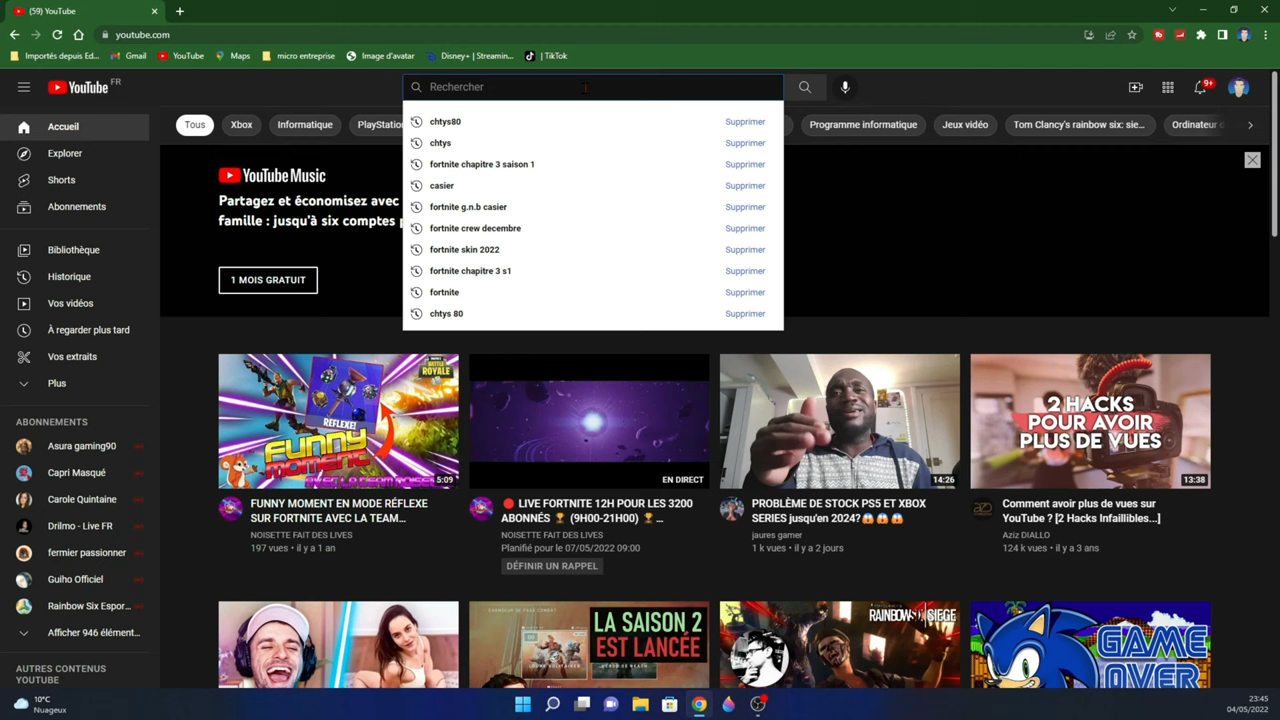 (59) YouTube
youtube.com
Importés depuis Ed...
Gmail
YouTube
Maps
micro entreprise
Image d'avatar
Disney+ | Streamin...
| TikTok
YouTube FR
Rechercher
9+
chtys80 Supprimer
chtys Supprimer
fortnite chapitre 3 saison 1 Supprimer
casier Supprimer
fortnite g.n.b casier Supprimer
fortnite crew decembre Supprimer
fortnite skin 2022 Supprimer
fortnite chapitre 3 s1 Supprimer
fortnite Supprimer
chtys 80 Supprimer
Tous
Xbox
Informatique
PlayStation
Programme informatique
Jeux vidéo
Tom Clancy's rainbow six: sie...
Ordinateur
Accueil
Explorer
Shorts
Abonnements
Bibliothèque
Historique
Vos vidéos
À regarder plus tard
Vos extraits
Plus
ABONNEMENTS
Asura gaming90
Capri Masqué
Carole Quintaine
Drilmo - Live FR
fermier passionner
Guiho Officiel
Rainbow Six Espor...
Afficher 946 élément...
AUTRES CONTENUS
YOUTUBE
YouTube Music
Partagez et économisez avec
famille : jusqu'à six comptes
1 MOIS GRATUIT
BATTLE
ROYALE
RÉFLEXE!
FUNNY
MOMENT
5:09
FUNNY MOMENT EN MODE RÉFLEXE
SUR FORTNITE AVEC LA TEAM...
NOISETTE FAIT DES LIVES
197 vues • il y a 1 an
EN DIRECT
LIVE FORTNITE 12H POUR LES 3200
ABONNÉS 🏆 (9H00-21H00) 🏆...
NOISETTE FAIT DES LIVES
Planifié pour le 07/05/2022 09:00
DÉFINIR UN RAPPEL
14:26
PROBLÈME DE STOCK PS5 ET XBOX
SERIES jusqu'en 2024?😱😱😱
jaures gamer
1 k vues • il y a 2 jours
2 HACKS
POUR AVOIR
PLUS DE VUES
13:38
Comment avoir plus de vues sur
YouTube ? [2 Hacks Infaillibles...]
Aziz DIALLO
124 k vues • il y a 3 ans
LA SAISON 2
EST LANCÉE
RAINBOW SIX SIEGE
GAME
OVER
10°C
Nuageux
23:45
04/05/2022